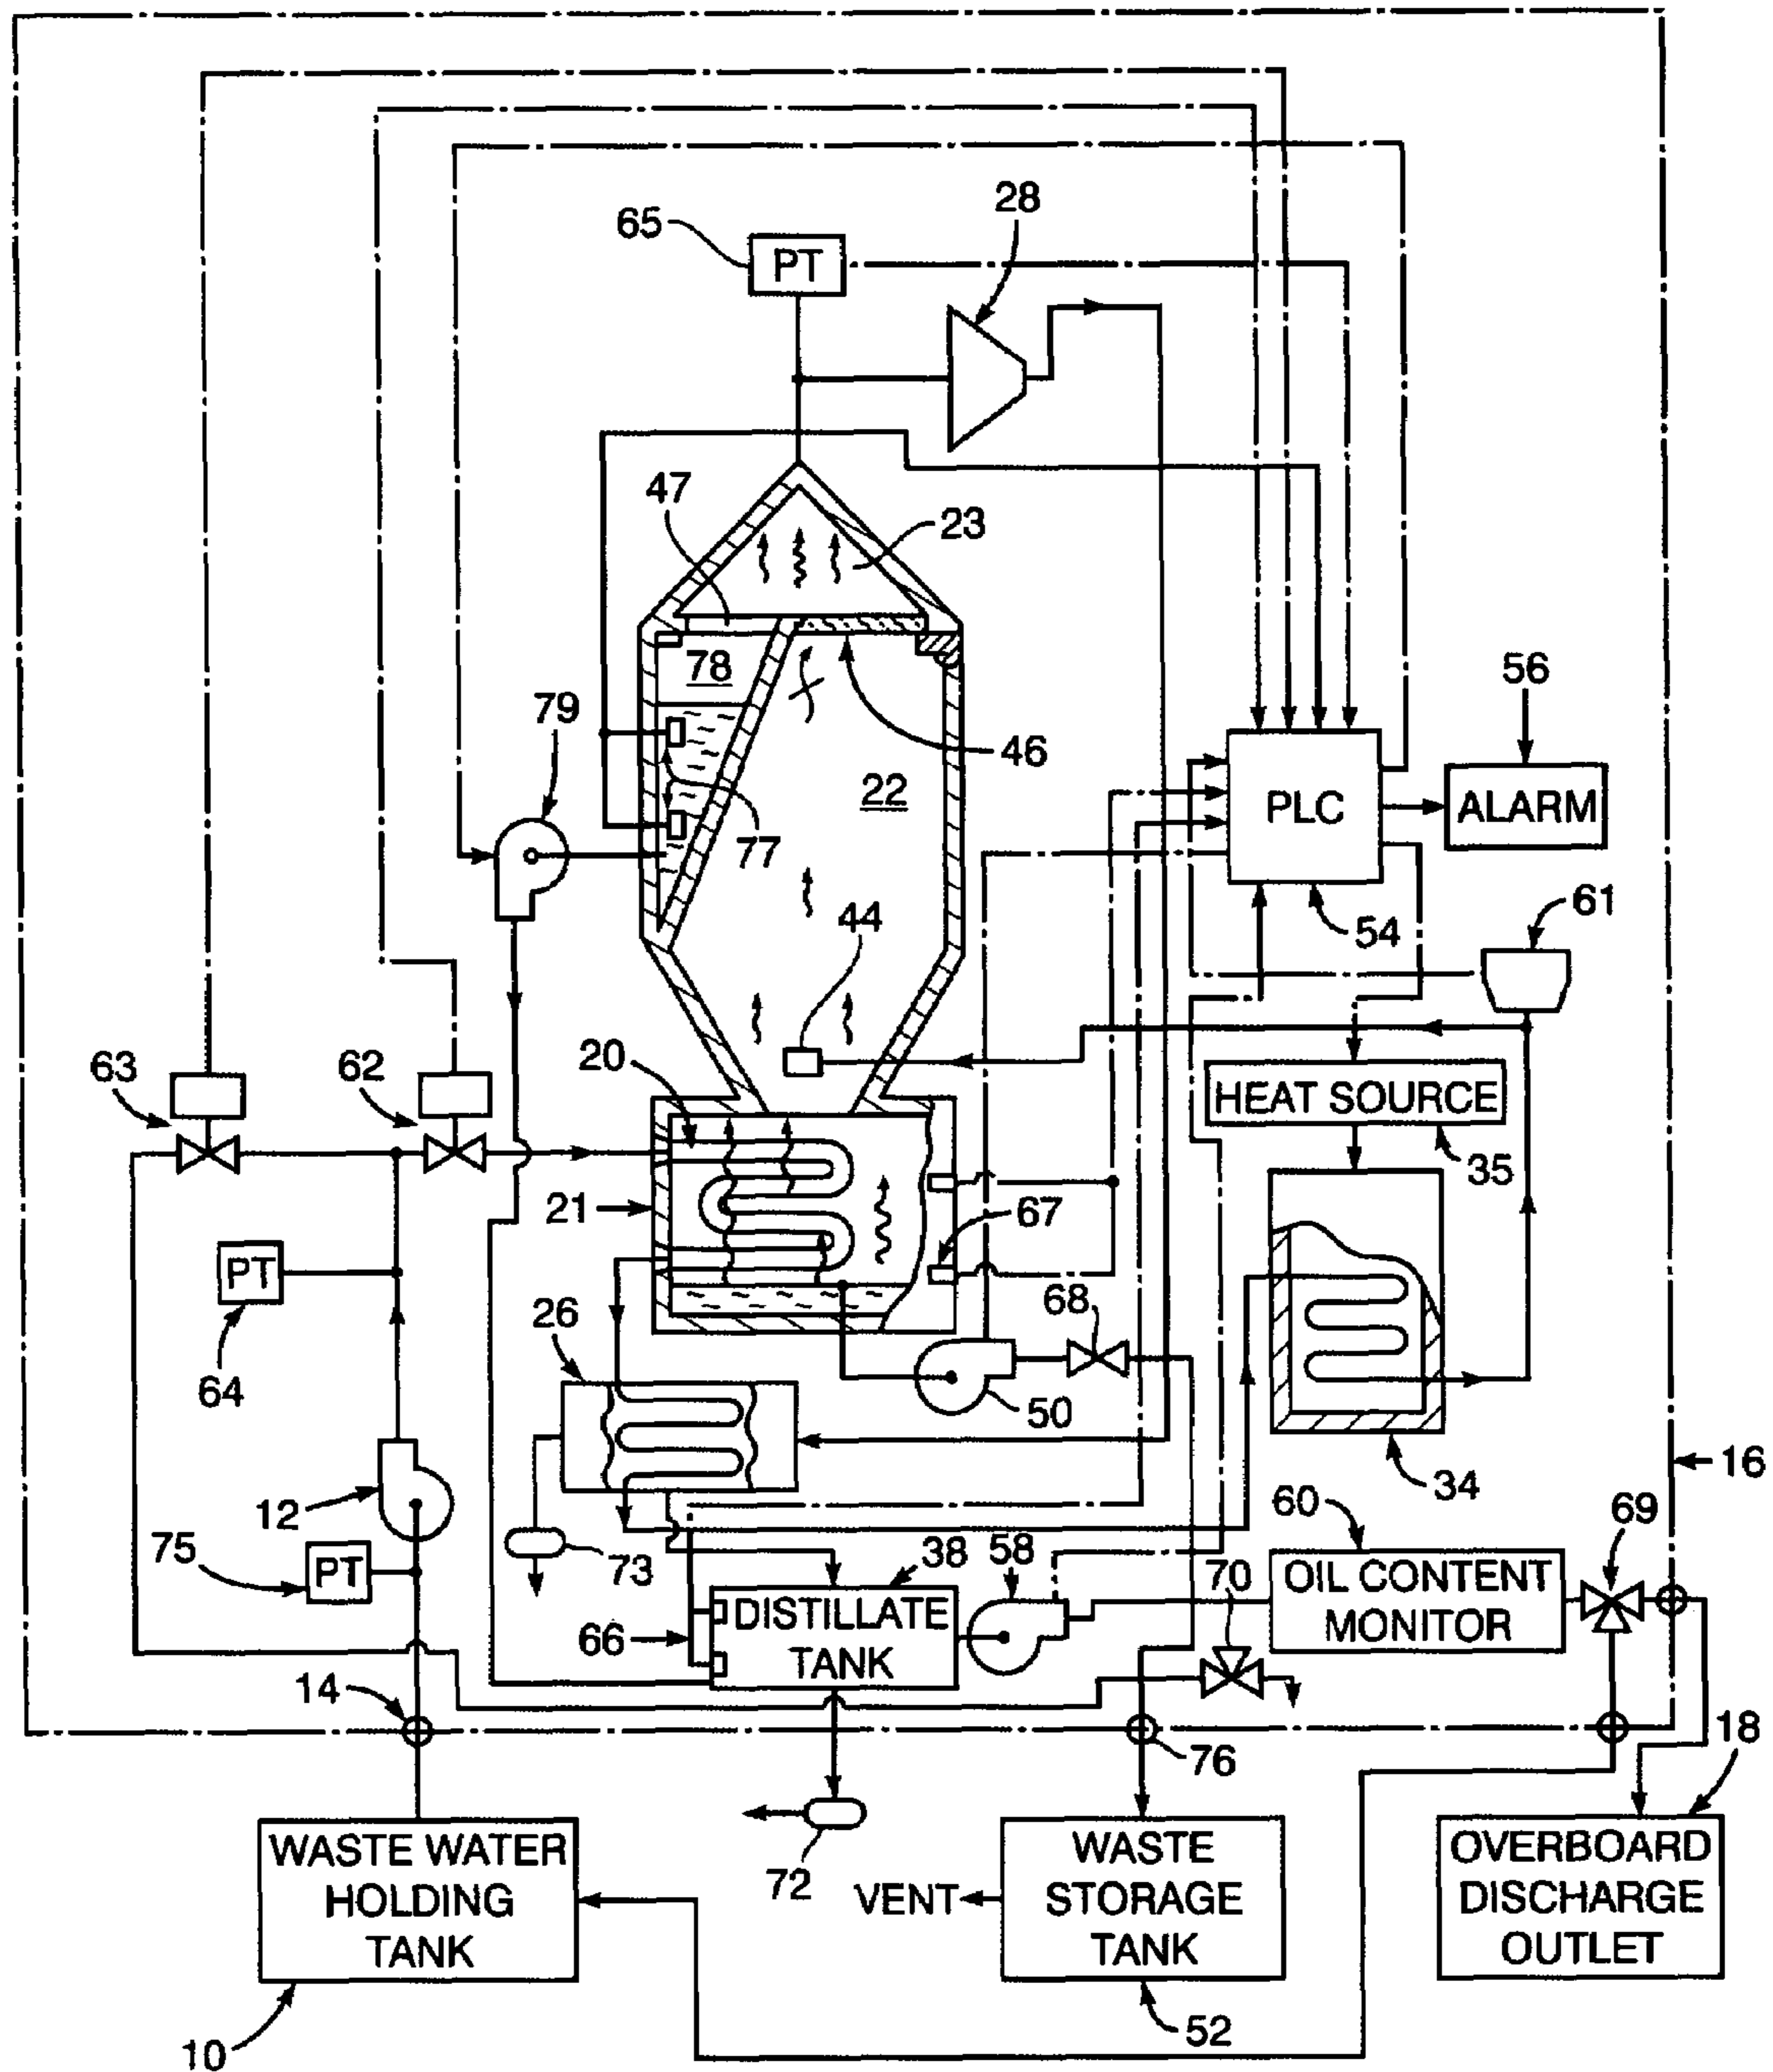 28
65
PT
47
23
78
56
79
46
22
PLC
ALARM
77
61
44
54
63
62
20
HEAT SOURCE
35
21
67
PT
68
26
64
50
16
34
60
69
12
75
PT
73
38
58
70
OIL CONTENT
MONITOR
66
DISTILLATE
TANK
14
76
18
WASTE WATER
HOLDING
TANK
72
VENT
WASTE
STORAGE
TANK
OVERBOARD
DISCHARGE
OUTLET
10
52